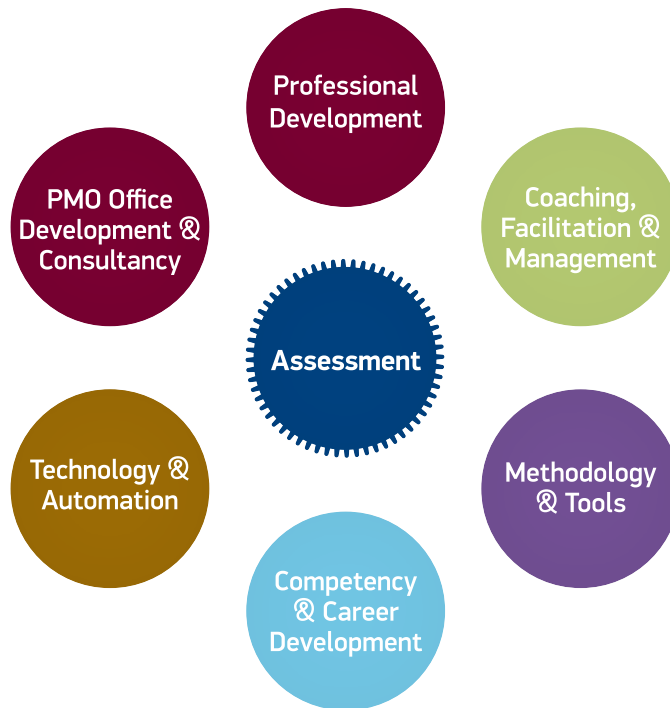 Professional
Development
PMO Office
Development &
Consultancy
Coaching,
Facilitation &
Management
Assessment
Technology &
Automation
Methodology
& Tools
Competency
& Career
Development